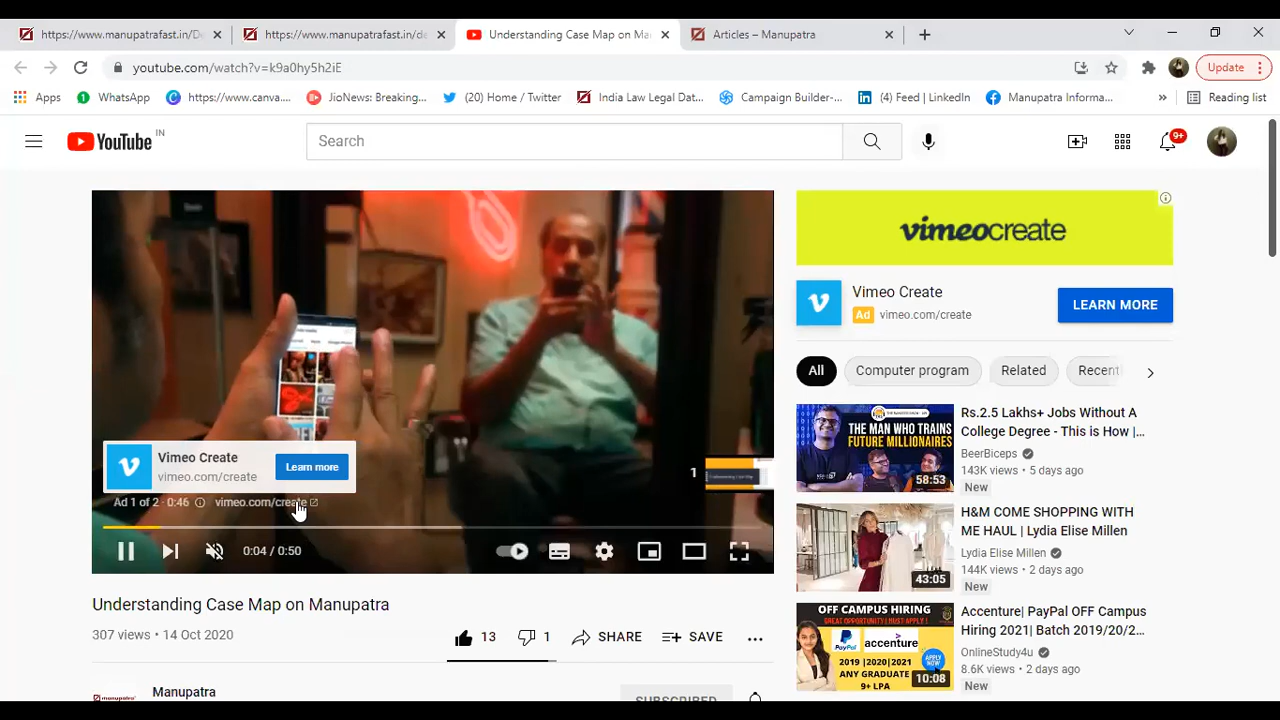 https://www.manupatrafast.in/De
https://www.manupatrafast.in/de
Understanding Case Map on Ma
Articles – Manupatra
youtube.com/watch?v=k9a0hy5h2iE
Update
Apps
WhatsApp
https://www.canva....
JioNews: Breaking...
(20) Home / Twitter
India Law Legal Dat...
Campaign Builder-...
(4) Feed | LinkedIn
Manupatra Informa...
»
Reading list
YouTube IN
Search
9+
vimeocreate
Vimeo Create
Ad vimeo.com/create
LEARN MORE
All
Computer program
Related
Recent
Vimeo Create
vimeo.com/create
Learn more
Ad 1 of 2 · 0:46
vimeo.com/create
1
0:04 / 0:50
Understanding Case Map on Manupatra
307 views • 14 Oct 2020
13
1
SHARE
SAVE
Manupatra
SUBSCRIBED
THE MAN WHO TRAINS
FUTURE MILLIONAIRES
58:53
Rs.2.5 Lakhs+ Jobs Without A
College Degree - This is How |...
BeerBiceps
143K views • 5 days ago
New
43:05
H&M COME SHOPPING WITH
ME HAUL | Lydia Elise Millen
Lydia Elise Millen
144K views • 2 days ago
New
OFF CAMPUS HIRING
GREAT OPPORTUNITY.!MUST APPLY.!
PayPal
accenture
2019 |2020|2021
ANY GRADUATE
9+ LPA
APPLY NOW
10:08
Accenture| PayPal OFF Campus
Hiring 2021| Batch 2019/20/2...
OnlineStudy4u
8.6K views • 2 days ago
New